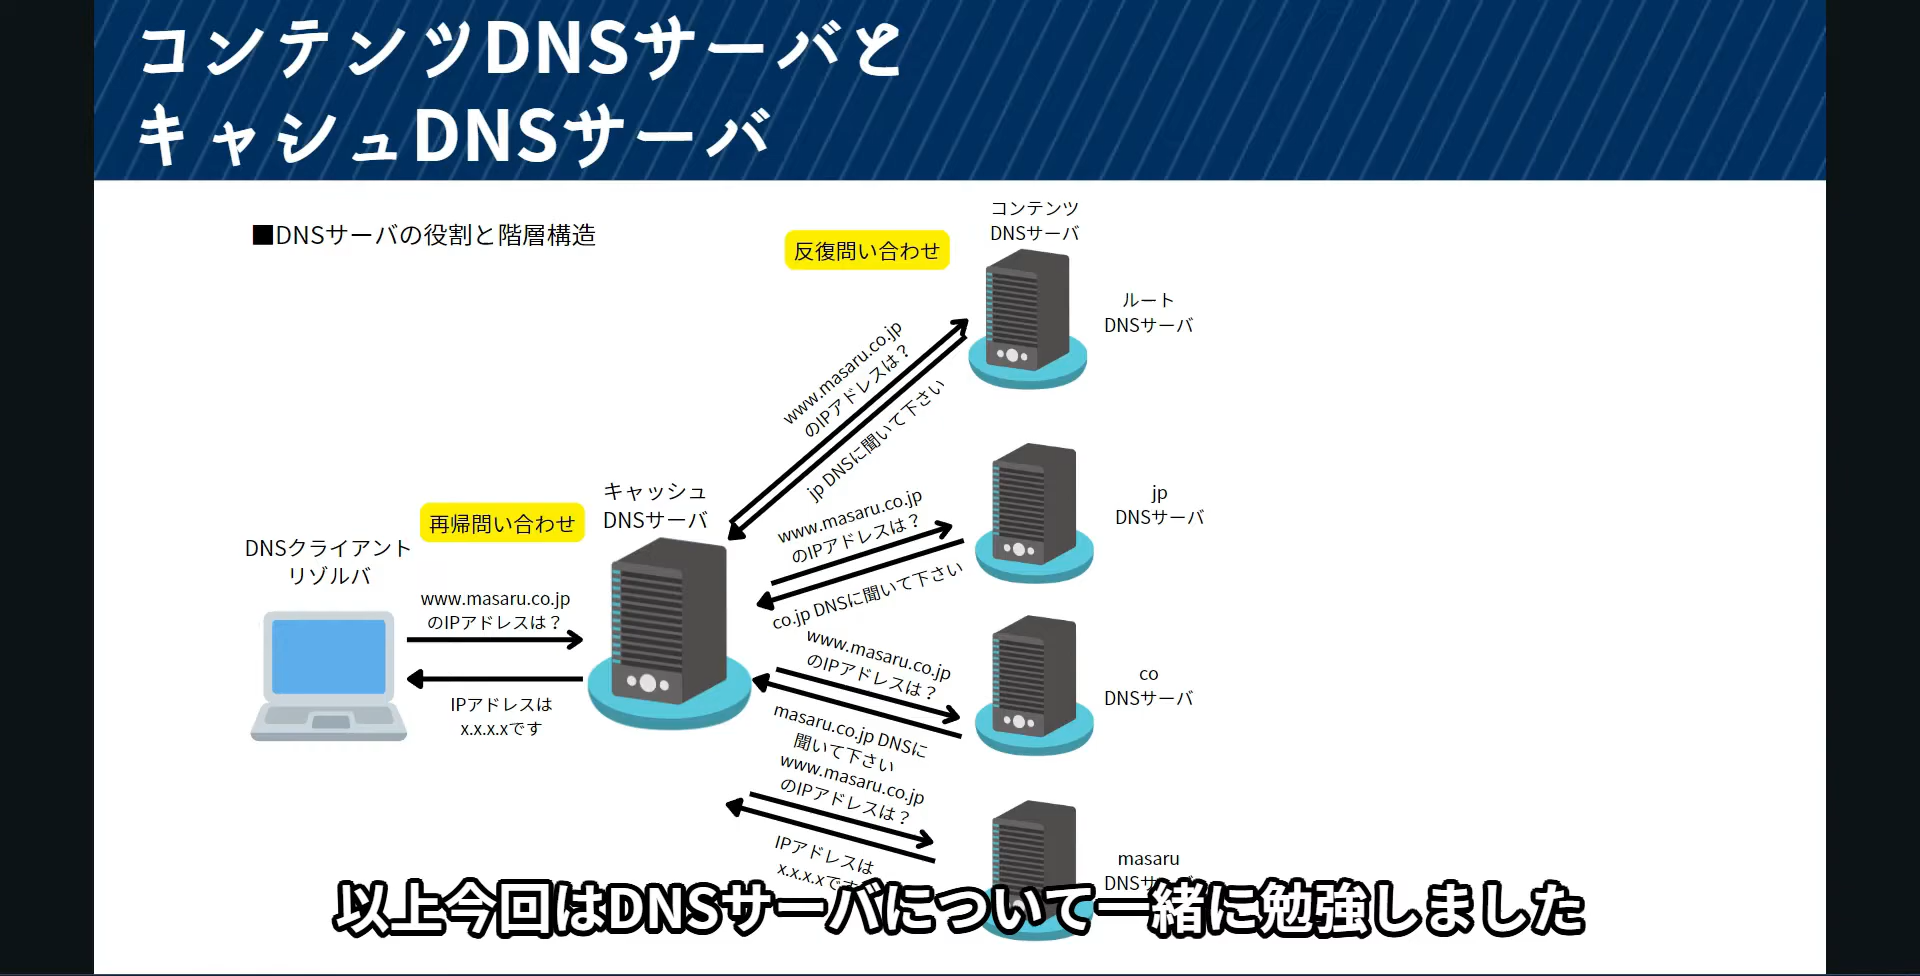 コンテンツDNSサーバと
キャシュDNSサーバ
■DNSサーバの役割と階層構造
反復問い合わせ
コンテンツ
DNSサーバ
ルート
DNSサーバ
www.masaru.co.jp
のIPアドレスは？
jp DNSに聞いて下さい
jp
DNSサーバ
www.masaru.co.jp
のIPアドレスは？
co.jp DNSに聞いて下さい
キャッシュ
DNSサーバ
再帰問い合わせ
DNSクライアント
リゾルバ
www.masaru.co.jp
のIPアドレスは？
IPアドレスは
x.x.x.xです
www.masaru.co.jp
のIPアドレスは？
masaru.co.jp DNSに
聞いて下さい
co
DNSサーバ
www.masaru.co.jp
のIPアドレスは？
IPアドレスは
x.x.x.xです
masaru
DNSサーバ
以上今回はDNSサーバについて一緒に勉強しました